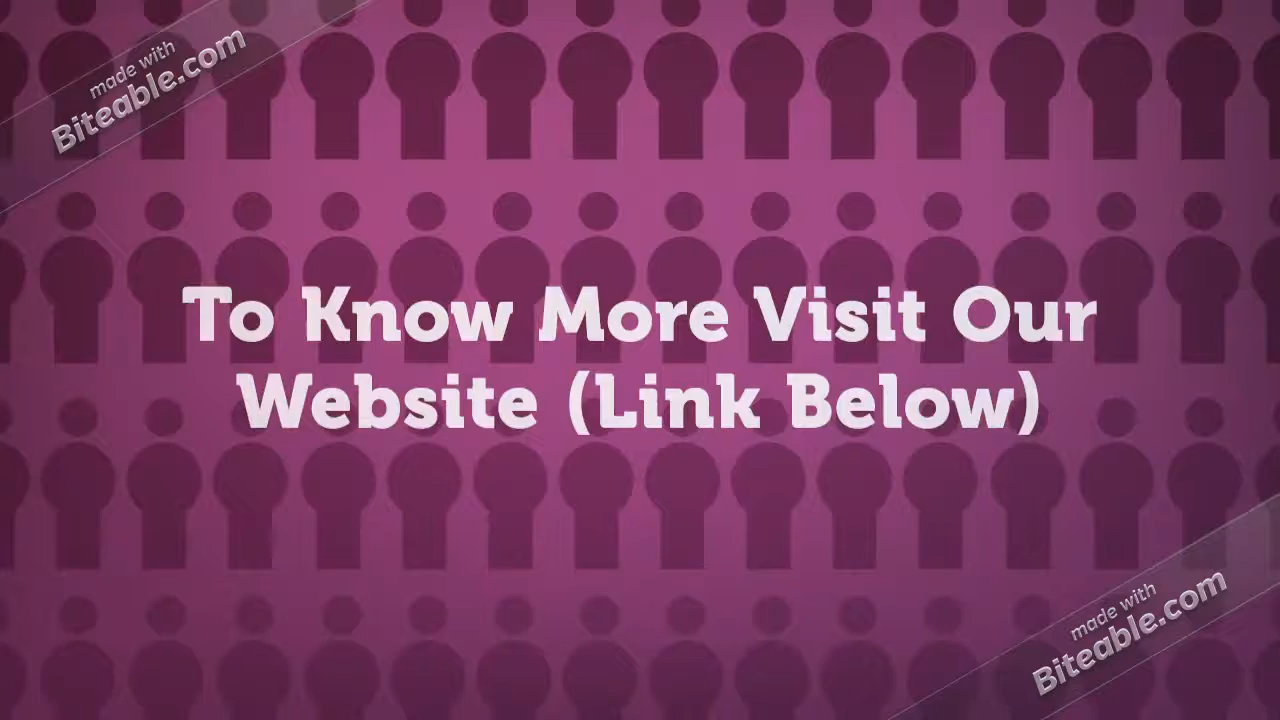 made with
Biteable.com
To Know More Visit Our
Website (Link Below)
made with
Biteable.com